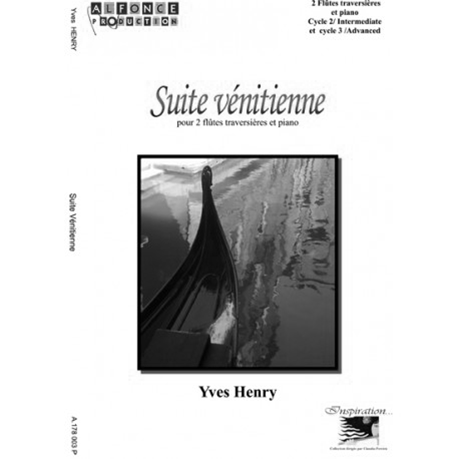 ALFONCE
PRODUCTION
2 Flûtes traversières
et piano
Cycle 2/ Intermediate
et cycle 3 /Advanced
Suite vénitienne
pour 2 flûtes traversières et piano
Yves Henry
Inspiration...
Yves HENRY
Suite Vénitienne
A.178 003 P